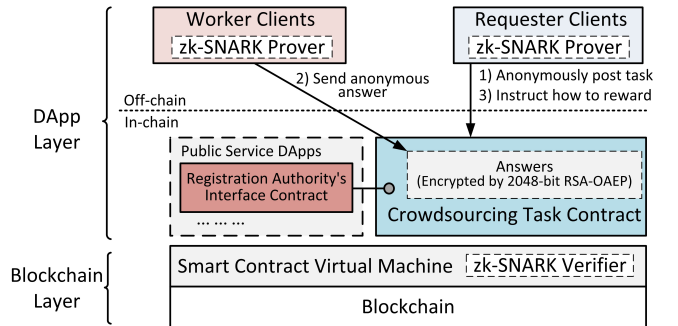 Worker Clients
zk-SNARK Prover
Requester Clients
zk-SNARK Prover
2) Send anonymous
answer
1) Anonymously post task
3) Instruct how to reward
Off-chain
In-chain
DApp
Layer
Public Service DApps
Registration Authority's
Interface Contract
... ... ...
Answers
(Encrypted by 2048-bit RSA-OAEP)
Crowdsourcing Task Contract
Blockchain
Layer
Smart Contract Virtual Machine
zk-SNARK Verifier
Blockchain